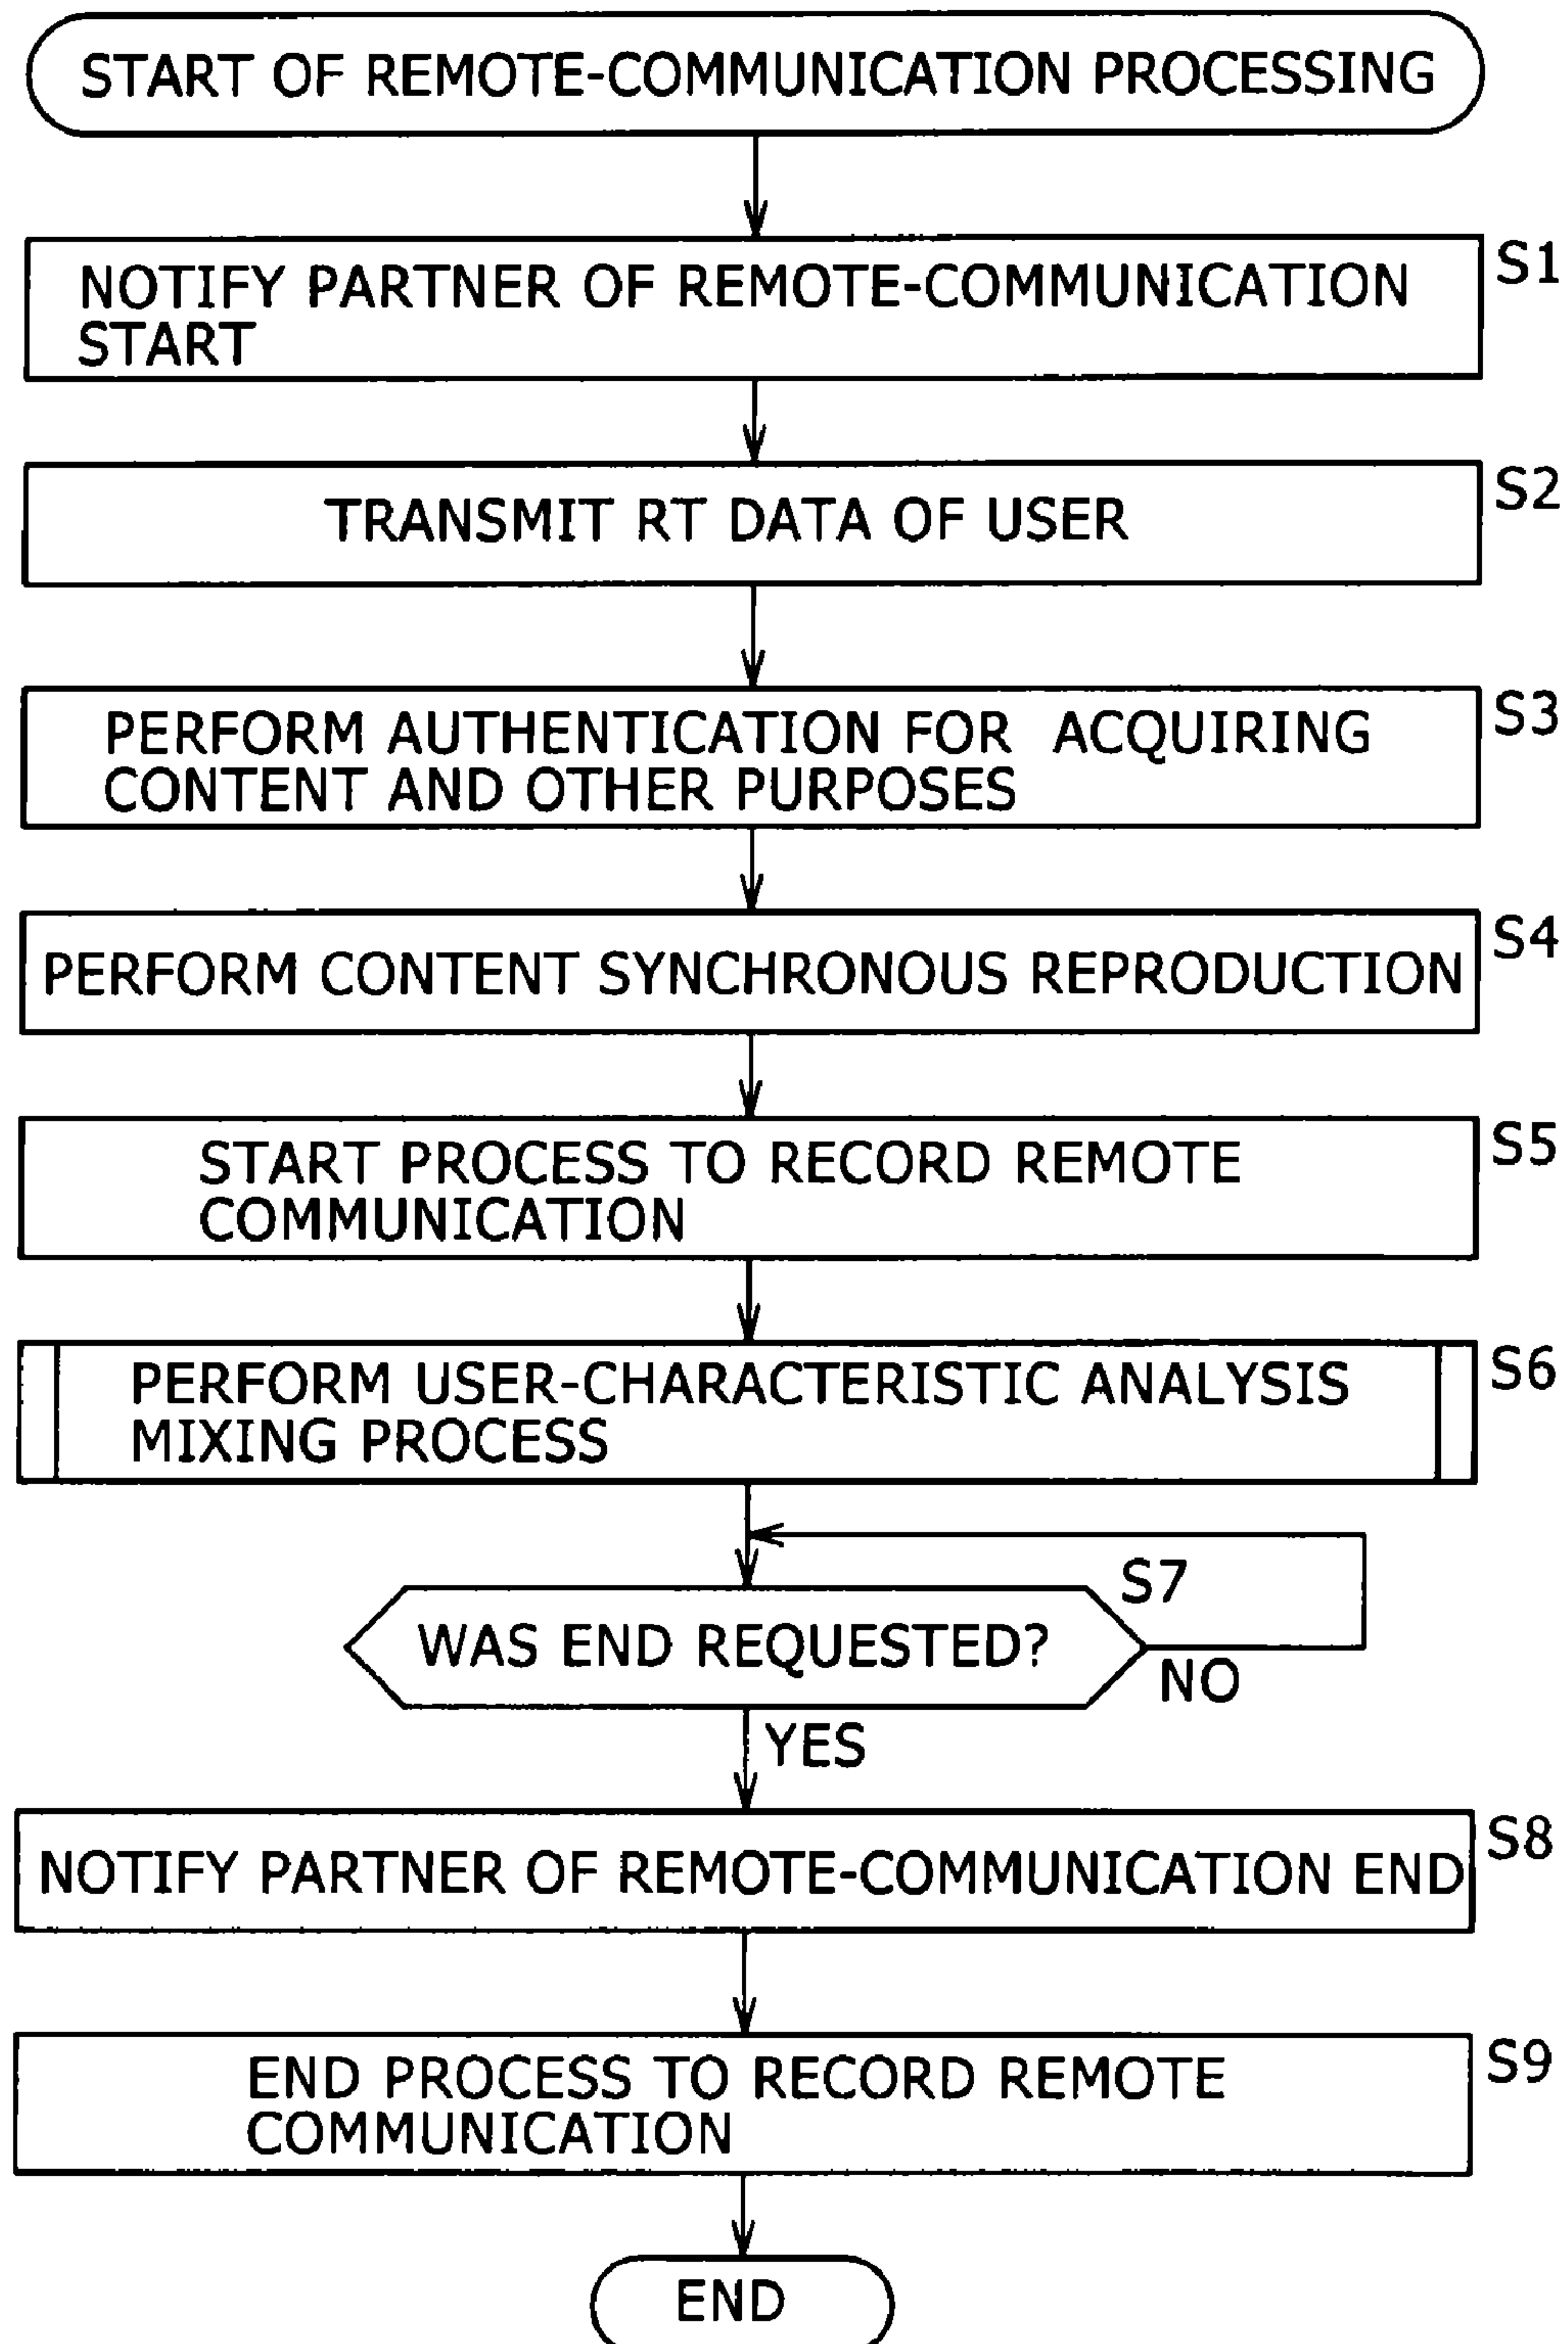 START OF REMOTE-COMMUNICATION PROCESSING
S1
NOTIFY PARTNER OF REMOTE-COMMUNICATION
START
S2
TRANSMIT RT DATA OF USER
S3
PERFORM AUTHENTICATION FOR ACQUIRING
CONTENT AND OTHER PURPOSES
S4
PERFORM CONTENT SYNCHRONOUS REPRODUCTION
S5
START PROCESS TO RECORD REMOTE
COMMUNICATION
S6
PERFORM USER-CHARACTERISTIC ANALYSIS
MIXING PROCESS
S7
WAS END REQUESTED?
NO
YES
S8
NOTIFY PARTNER OF REMOTE-COMMUNICATION END
S9
END PROCESS TO RECORD REMOTE
COMMUNICATION
END